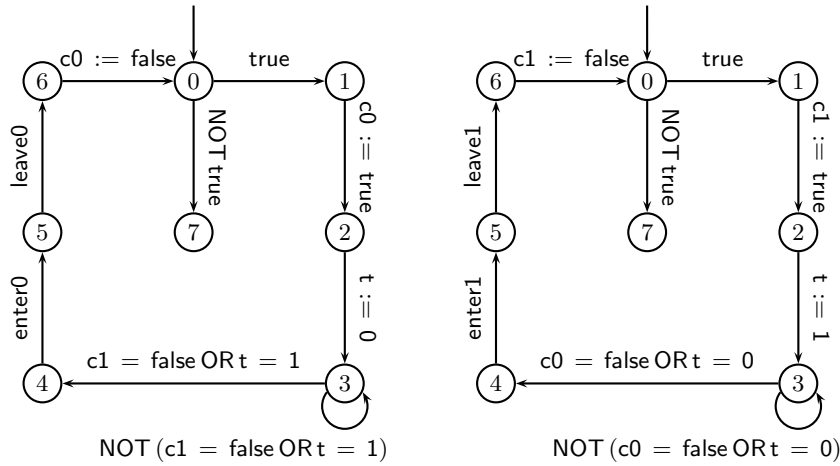 c0 := false
true
6
0
1
c0 := true
leave0
NOT true
5
7
2
enter0
t := 0
c1 = false OR t = 1
4
3
NOT (c1 = false OR t = 1)
c1 := false
true
6
0
1
c1 := true
leave1
NOT true
5
7
2
enter1
t := 1
c0 = false OR t = 0
4
3
NOT (c0 = false OR t = 0)